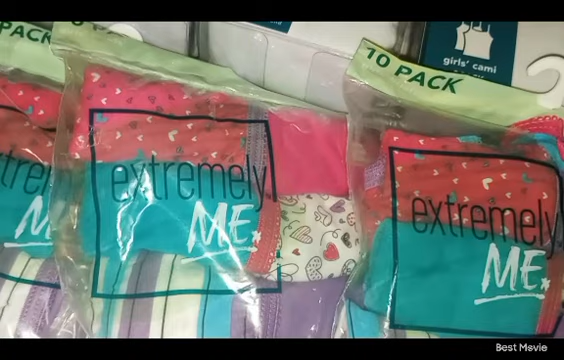 PACK
10 PACK
girls' cami
extremely
ME.
extremely
ME.
Best Movie